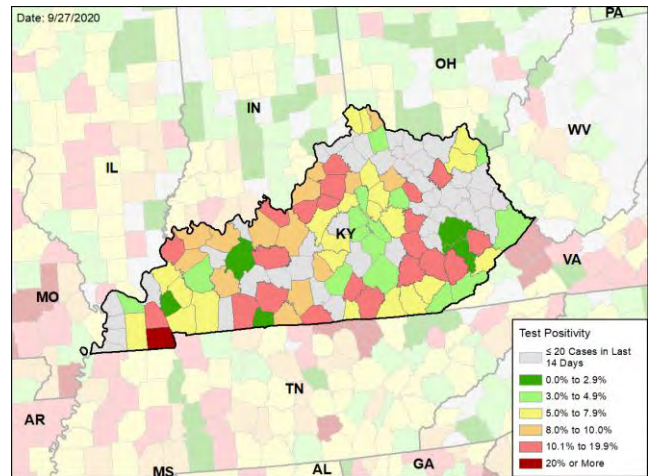 Date: 9/27/2020
PA
OH
IN
WV
IL
KY
VA
MO
TN
AR
MS
AL
GA
Test Positivity
≤ 20 Cases in Last
14 Days
0.0% to 2.9%
3.0% to 4.9%
5.0% to 7.9%
8.0% to 10.0%
10.1% to 19.9%
20% or More